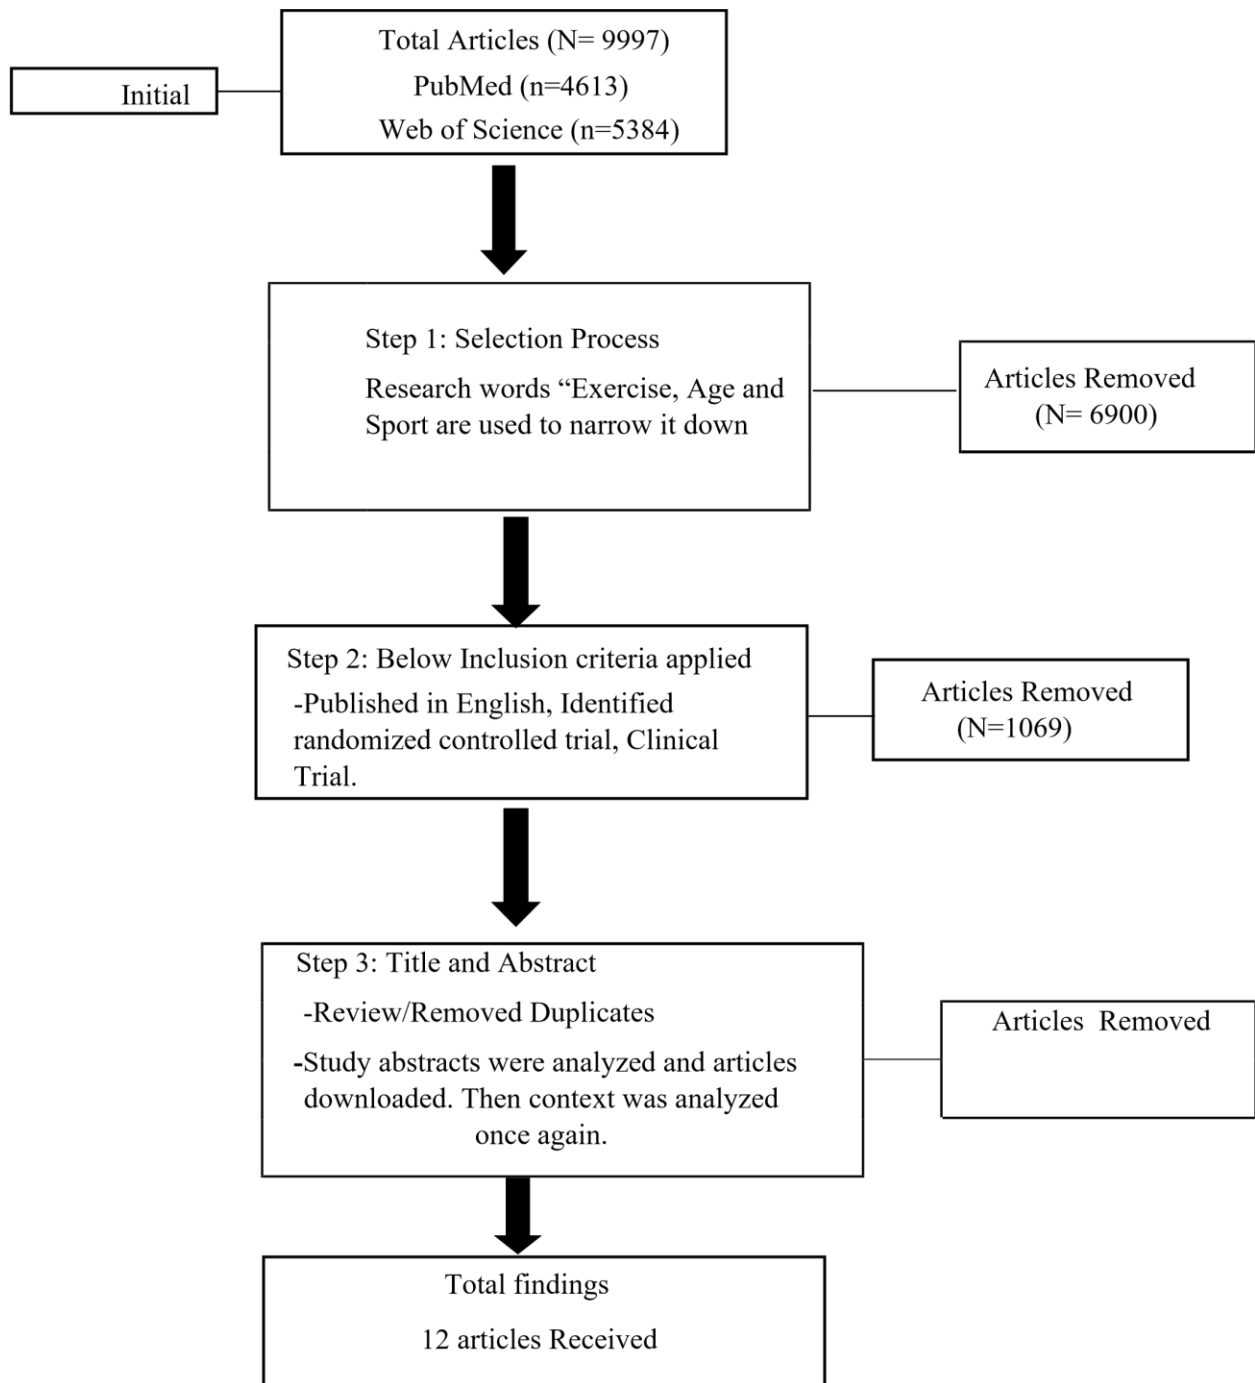 Total Articles (N= 9997)
Initial
PubMed (n=4613)
Web of Science (n=5384)
Step 1: Selection Process
Research words “Exercise, Age and
Sport are used to narrow it down
Articles Removed
(N= 6900)
Step 2: Below Inclusion criteria applied
-Published in English, Identified
randomized controlled trial, Clinical
Trial.
Articles Removed
(N=1069)
Step 3: Title and Abstract
-Review/Removed Duplicates
-Study abstracts were analyzed and articles
downloaded. Then context was analyzed
once again.
Articles Removed
Total findings
12 articles Received